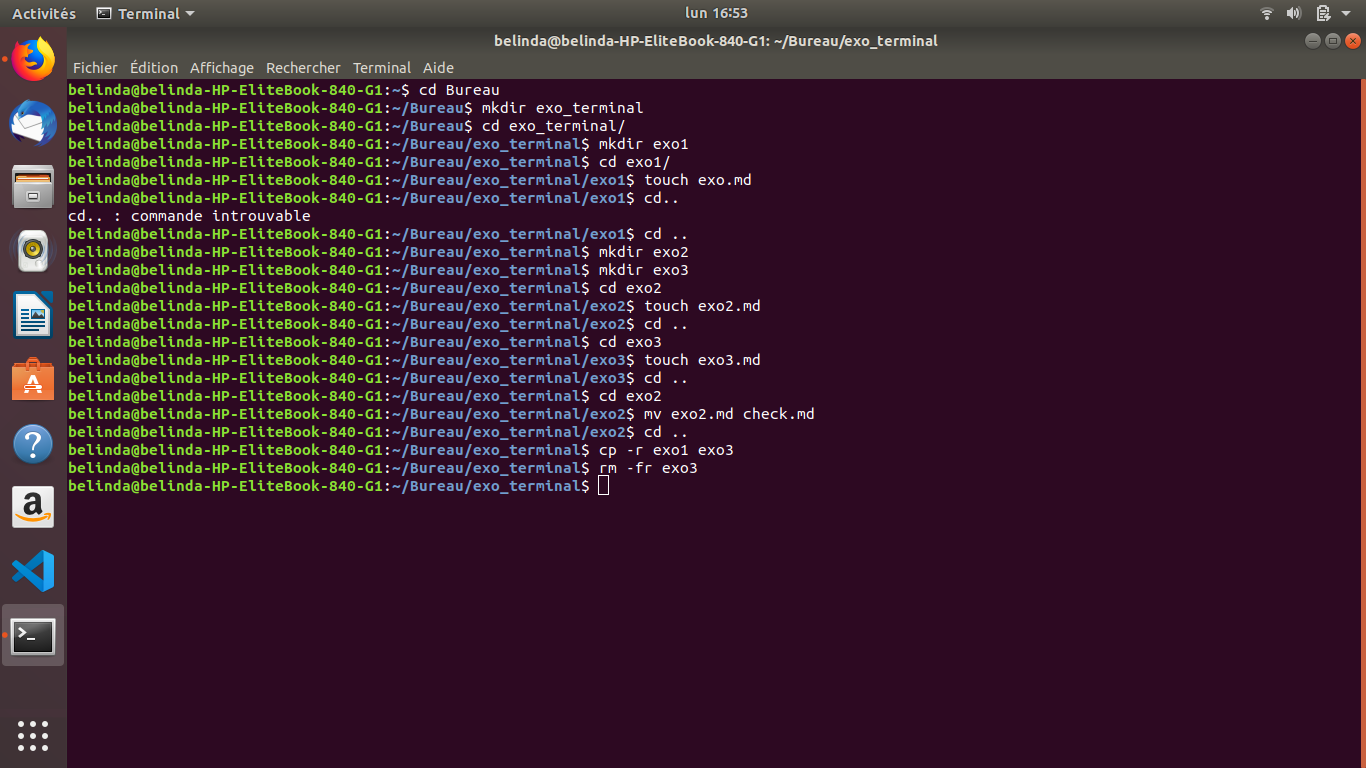 Activités Terminal lun 16:53
belinda@belinda-HP-EliteBook-840-G1: ~/Bureau/exo_terminal
Fichier Édition Affichage Rechercher Terminal Aide
belinda@belinda-HP-EliteBook-840-G1:~$ cd Bureau
belinda@belinda-HP-EliteBook-840-G1:~/Bureau$ mkdir exo_terminal
belinda@belinda-HP-EliteBook-840-G1:~/Bureau$ cd exo_terminal/
belinda@belinda-HP-EliteBook-840-G1:~/Bureau/exo_terminal$ mkdir exo1
belinda@belinda-HP-EliteBook-840-G1:~/Bureau/exo_terminal$ cd exo1/
belinda@belinda-HP-EliteBook-840-G1:~/Bureau/exo_terminal/exo1$ touch exo.md
belinda@belinda-HP-EliteBook-840-G1:~/Bureau/exo_terminal/exo1$ cd..
cd.. : commande introuvable
belinda@belinda-HP-EliteBook-840-G1:~/Bureau/exo_terminal/exo1$ cd ..
belinda@belinda-HP-EliteBook-840-G1:~/Bureau/exo_terminal$ mkdir exo2
belinda@belinda-HP-EliteBook-840-G1:~/Bureau/exo_terminal$ mkdir exo3
belinda@belinda-HP-EliteBook-840-G1:~/Bureau/exo_terminal$ cd exo2
belinda@belinda-HP-EliteBook-840-G1:~/Bureau/exo_terminal/exo2$ touch exo2.md
belinda@belinda-HP-EliteBook-840-G1:~/Bureau/exo_terminal/exo2$ cd ..
belinda@belinda-HP-EliteBook-840-G1:~/Bureau/exo_terminal$ cd exo3
belinda@belinda-HP-EliteBook-840-G1:~/Bureau/exo_terminal/exo3$ touch exo3.md
belinda@belinda-HP-EliteBook-840-G1:~/Bureau/exo_terminal/exo3$ cd ..
belinda@belinda-HP-EliteBook-840-G1:~/Bureau/exo_terminal$ cd exo2
belinda@belinda-HP-EliteBook-840-G1:~/Bureau/exo_terminal/exo2$ mv exo2.md check.md
belinda@belinda-HP-EliteBook-840-G1:~/Bureau/exo_terminal/exo2$ cd ..
belinda@belinda-HP-EliteBook-840-G1:~/Bureau/exo_terminal$ cp -r exo1 exo3
belinda@belinda-HP-EliteBook-840-G1:~/Bureau/exo_terminal$ rm -fr exo3
belinda@belinda-HP-EliteBook-840-G1:~/Bureau/exo_terminal$